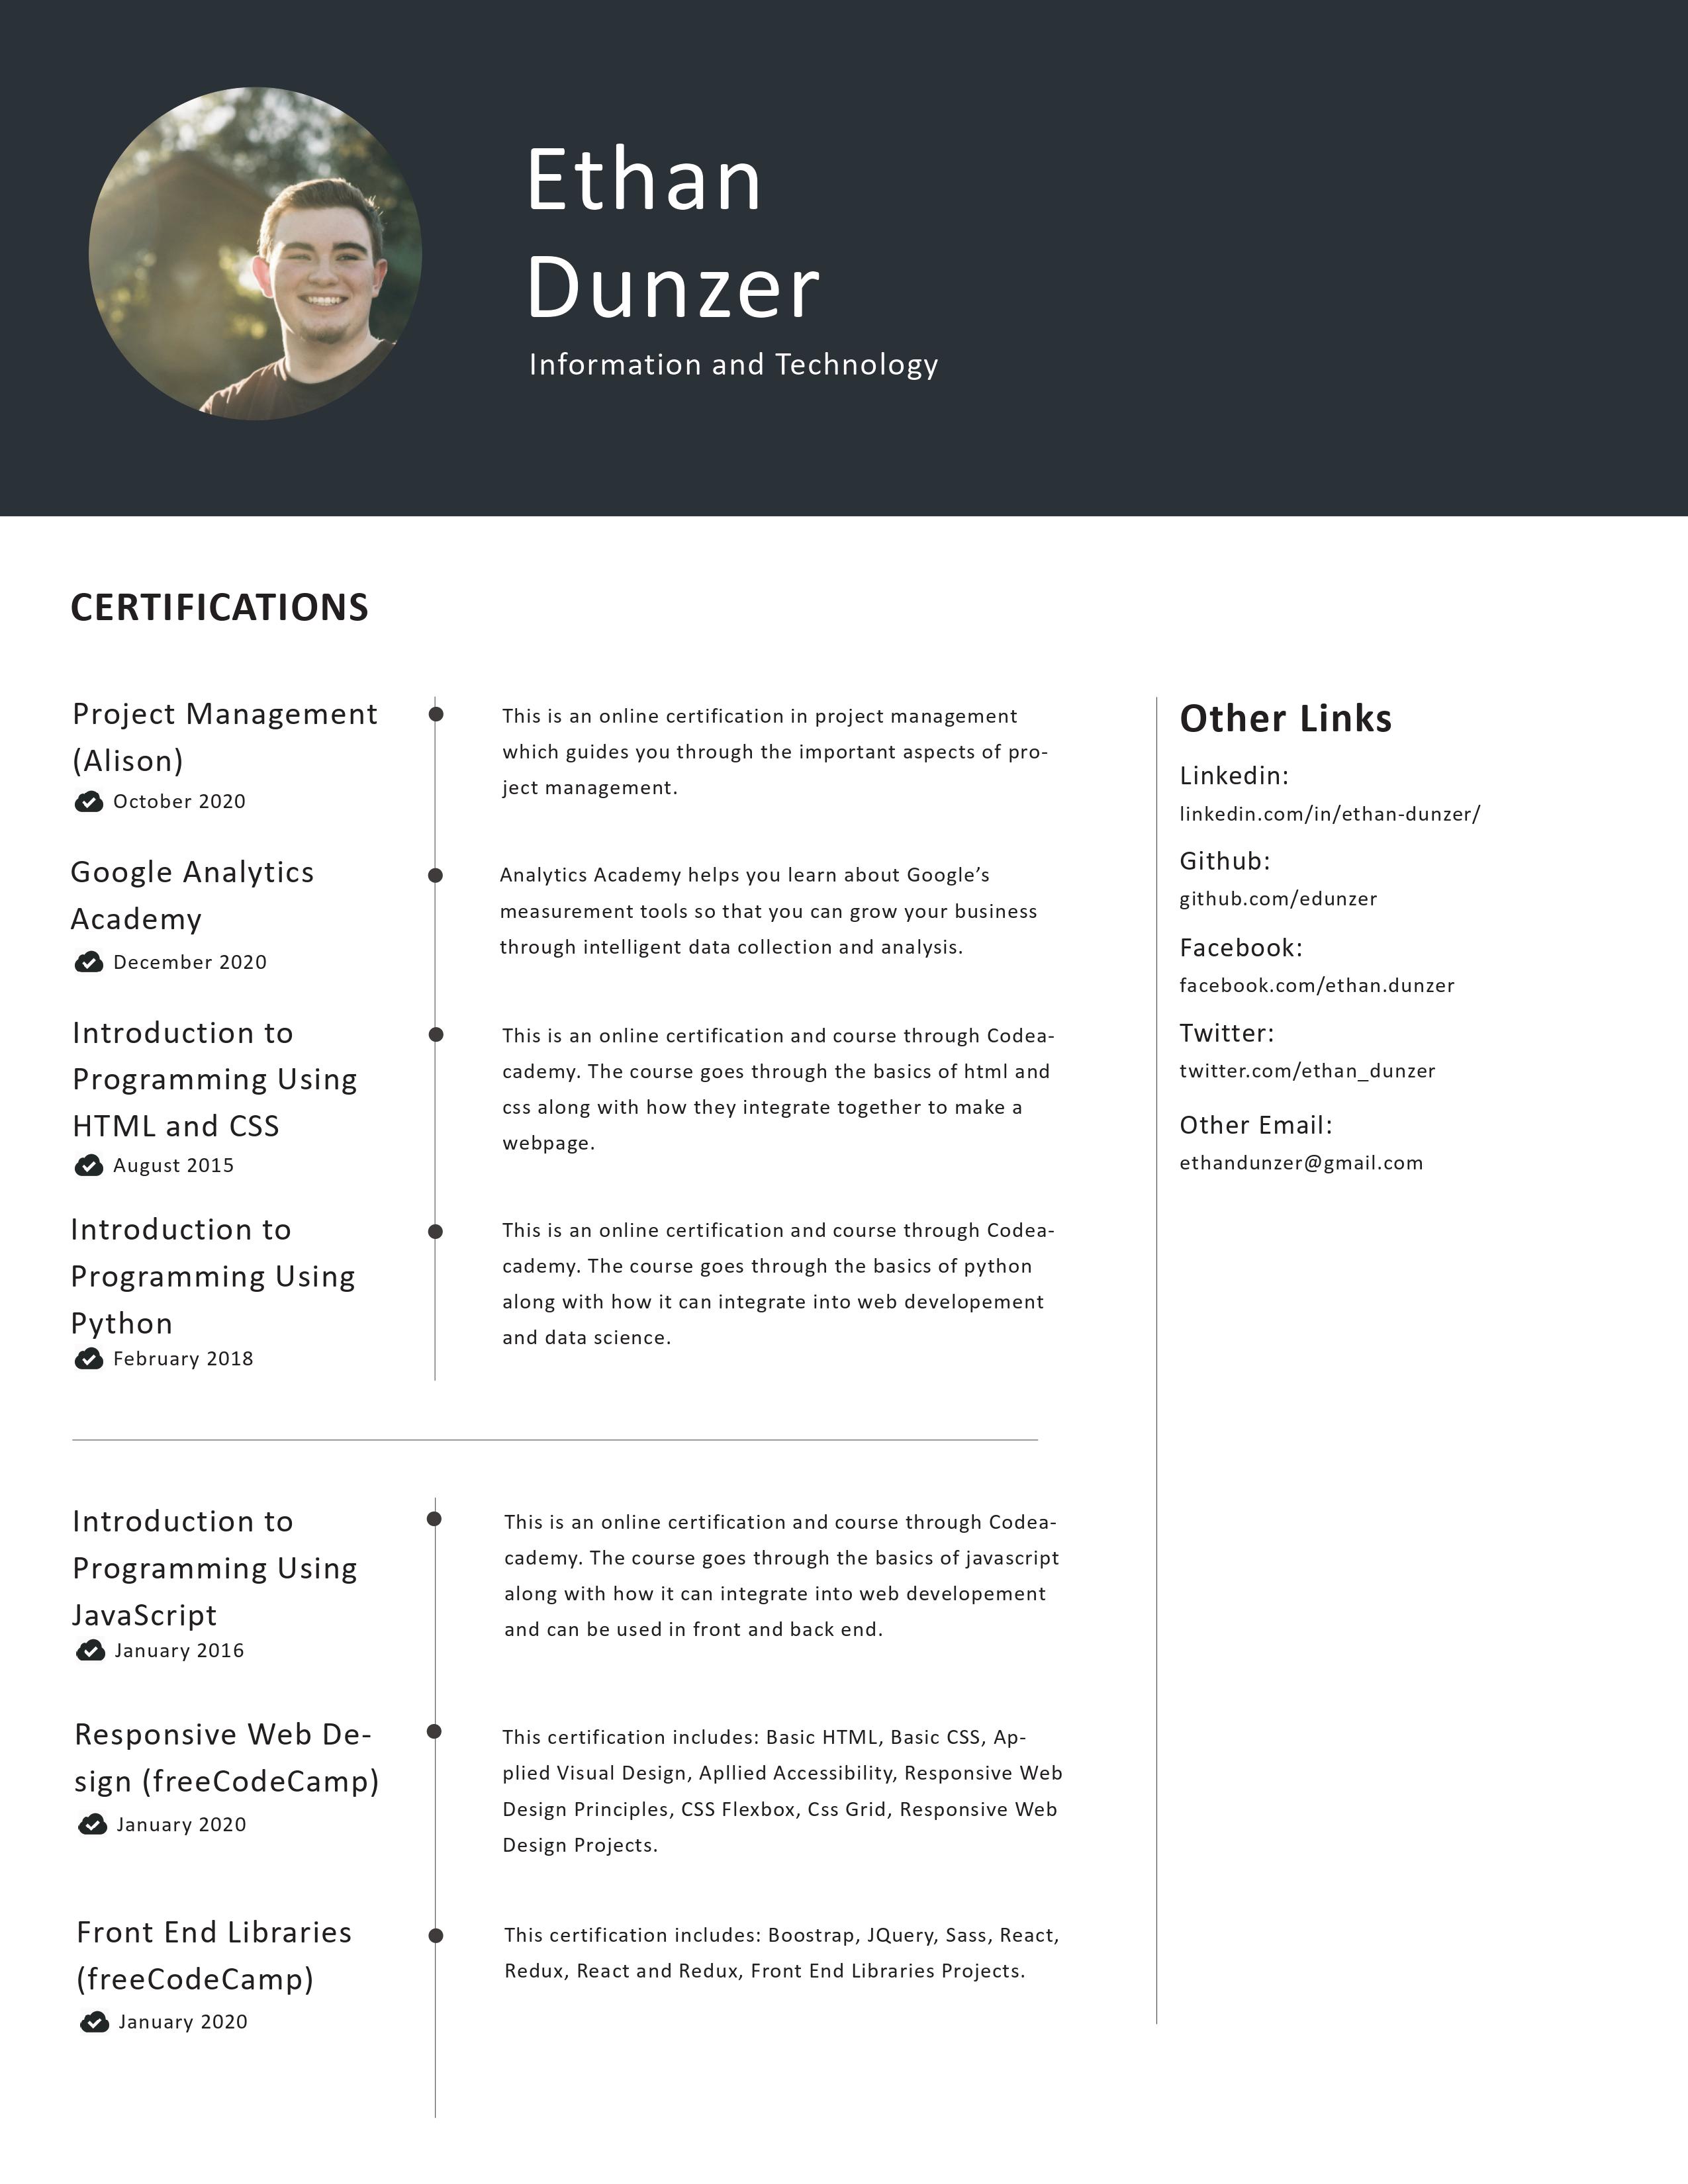 Ethan
Dunzer
Information and Technology
CERTIFICATIONS
Project Management
(Alison)
October 2020
This is an online certification in project management
which guides you through the important aspects of pro-
ject management.
Google Analytics
Academy
December 2020
Analytics Academy helps you learn about Google’s
measurement tools so that you can grow your business
through intelligent data collection and analysis.
Introduction to
Programming Using
HTML and CSS
August 2015
This is an online certification and course through Codea-
cademy. The course goes through the basics of html and
css along with how they integrate together to make a
webpage.
Introduction to
Programming Using
Python
February 2018
This is an online certification and course through Codea-
cademy. The course goes through the basics of python
along with how it can integrate into web developement
and data science.
Introduction to
Programming Using
JavaScript
January 2016
This is an online certification and course through Codea-
cademy. The course goes through the basics of javascript
along with how it can integrate into web developement
and can be used in front and back end.
Responsive Web De-
sign (freeCodeCamp)
January 2020
This certification includes: Basic HTML, Basic CSS, Ap-
plied Visual Design, Apllied Accessibility, Responsive Web
Design Principles, CSS Flexbox, Css Grid, Responsive Web
Design Projects.
Front End Libraries
(freeCodeCamp)
January 2020
This certification includes: Boostrap, JQuery, Sass, React,
Redux, React and Redux, Front End Libraries Projects.
Other Links
Linkedin:
linkedin.com/in/ethan-dunzer/
Github:
github.com/edunzer
Facebook:
facebook.com/ethan.dunzer
Twitter:
twitter.com/ethan_dunzer
Other Email:
ethandunzer@gmail.com